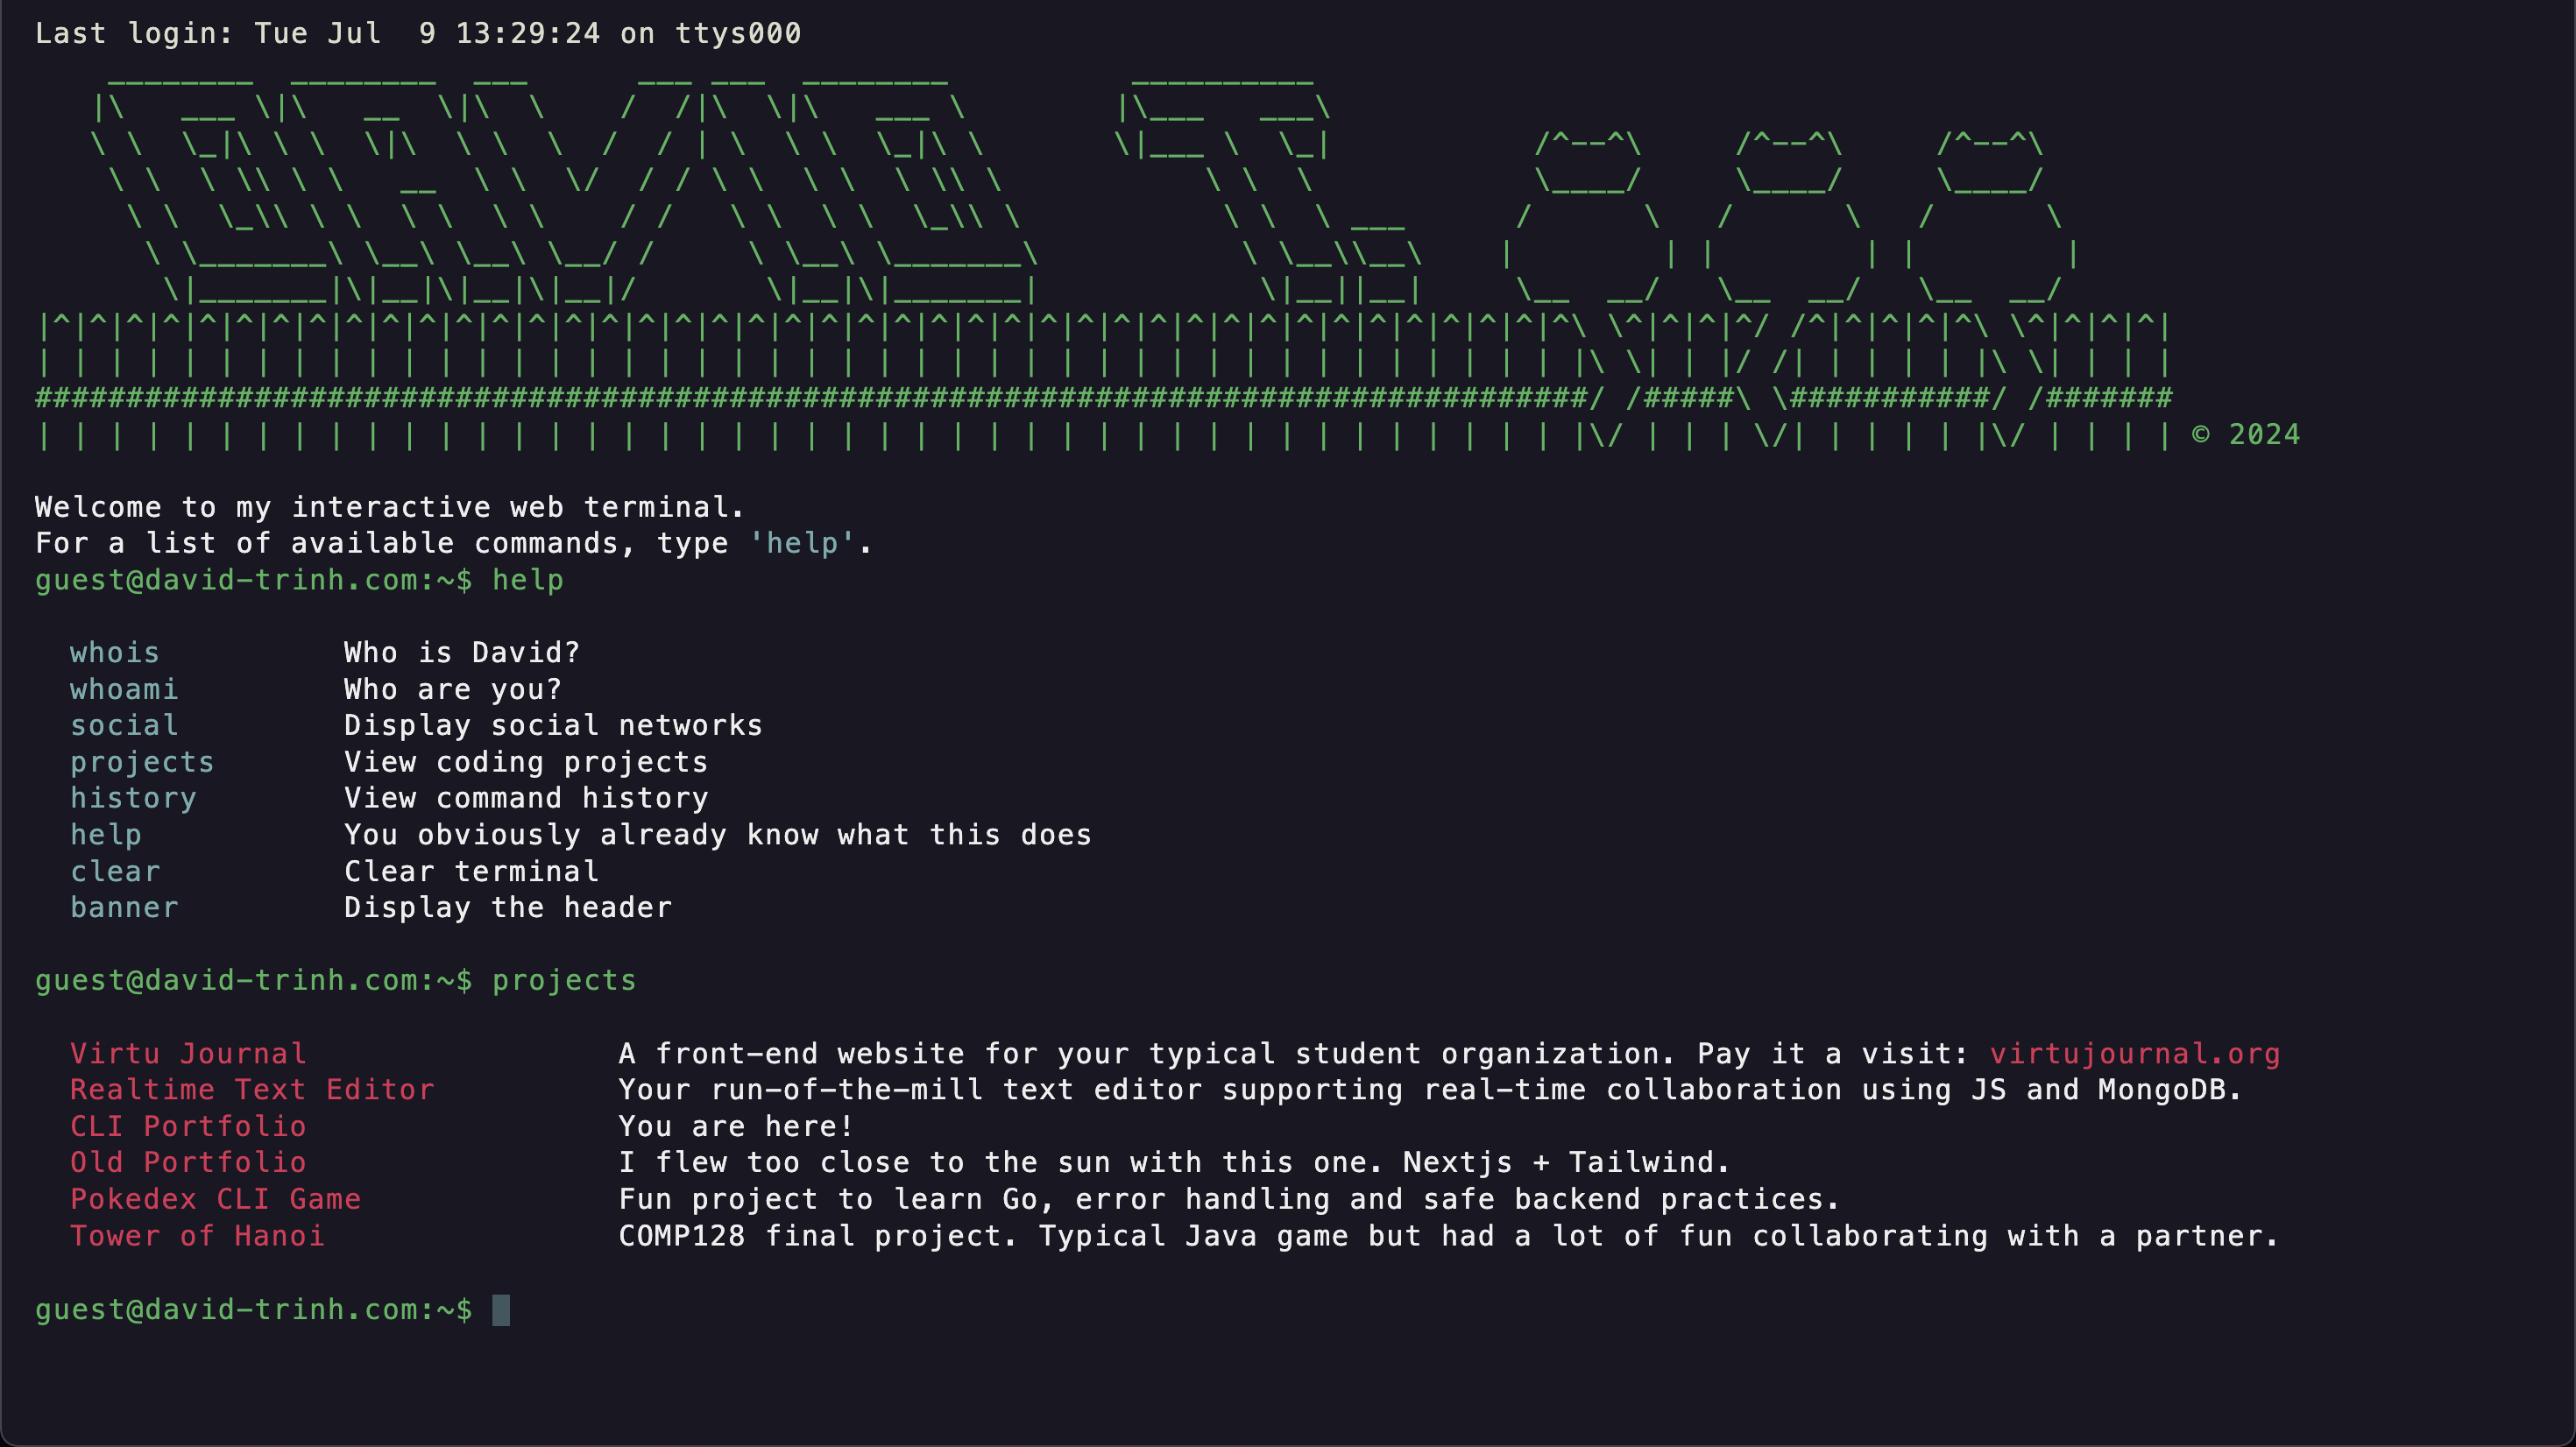 Last login: Tue Jul  9 13:29:24 on ttys000
DAVID T.
© 2024
Welcome to my interactive web terminal.
For a list of available commands, type 'help'.
guest@david-trinh.com:~$ help
whois          Who is David?
whoami         Who are you?
social         Display social networks
projects       View coding projects
history        View command history
help           You obviously already know what this does
clear          Clear terminal
banner         Display the header
guest@david-trinh.com:~$ projects
Virtu Journal                 A front-end website for your typical student organization. Pay it a visit: virtujournal.org
Realtime Text Editor          Your run-of-the-mill text editor supporting real-time collaboration using JS and MongoDB.
CLI Portfolio                 You are here!
Old Portfolio                 I flew too close to the sun with this one. Nextjs + Tailwind.
Pokedex CLI Game              Fun project to learn Go, error handling and safe backend practices.
Tower of Hanoi                COMP128 final project. Typical Java game but had a lot of fun collaborating with a partner.
guest@david-trinh.com:~$